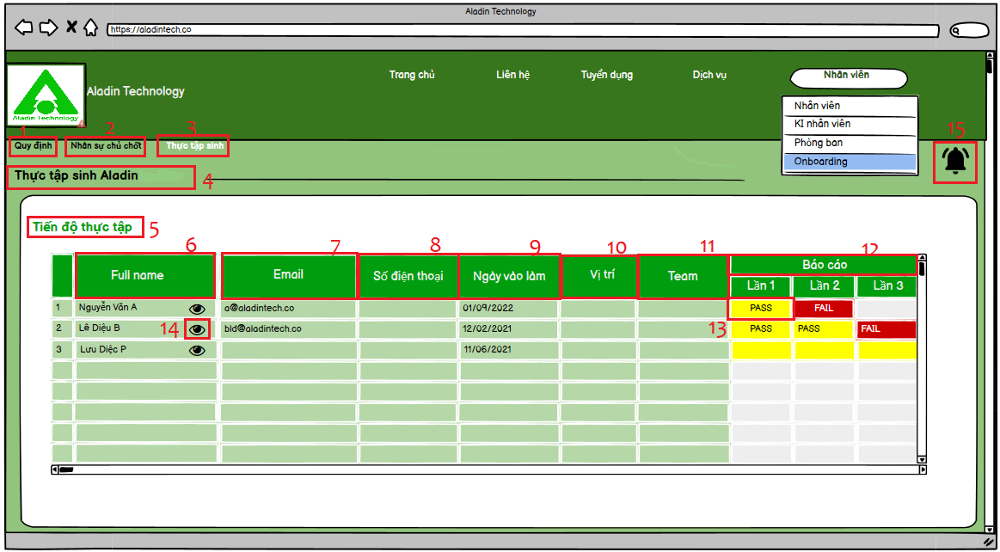 Aladin Technology
https://aladintech.co
Trang chủ Liên hệ Tuyển dụng Dịch vụ Nhân viên
Aladin Technology
Aladin Technology
Nhân viên
KI nhân viên
Phòng ban
Onboarding
1 2 3 15
Quy định Nhân sự chủ chốt Thực tập sinh
Thực tập sinh Aladin 4
Tiến độ thực tập 5
6 7 8 9 10 11 12
Full name Email Số điện thoại Ngày vào làm Vị trí Team Báo cáo
Lần 1 Lần 2 Lần 3
1 Nguyễn Văn A a@aladintech.co 01/09/2022 PASS FAIL
2 Lê Diệu B 14 bld@aladintech.co 12/02/2021 13 PASS PASS FAIL
3 Lưu Diệc P 11/06/2021